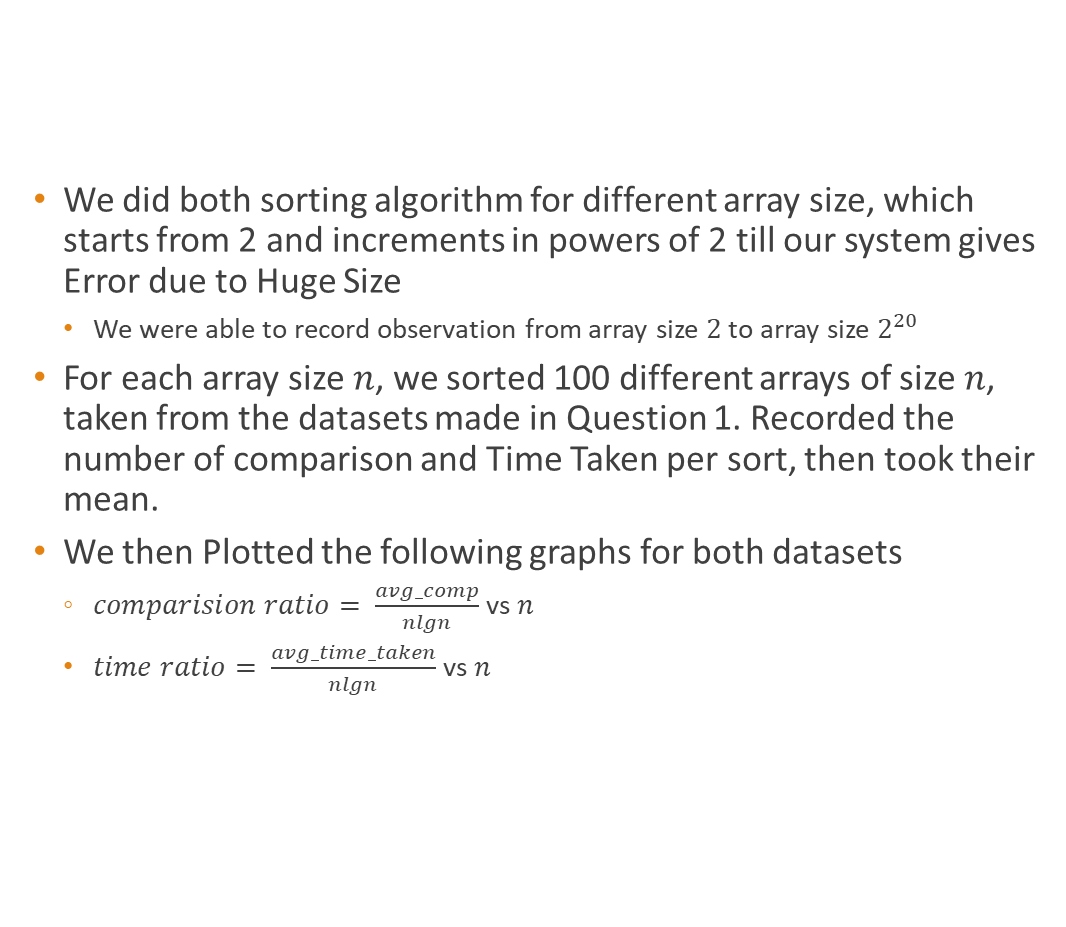 • We did both sorting algorithm for different array size, which
starts from 2 and increments in powers of 2 till our system gives
Error due to Huge Size
• We were able to record observation from array size 2 to array size 2²⁰
• For each array size n, we sorted 100 different arrays of size n,
taken from the datasets made in Question 1. Recorded the
number of comparison and Time Taken per sort, then took their
mean.
• We then Plotted the following graphs for both datasets
◦ comparision ratio = avg_comp / nlgn vs n
• time ratio = avg_time_taken / nlgn vs n